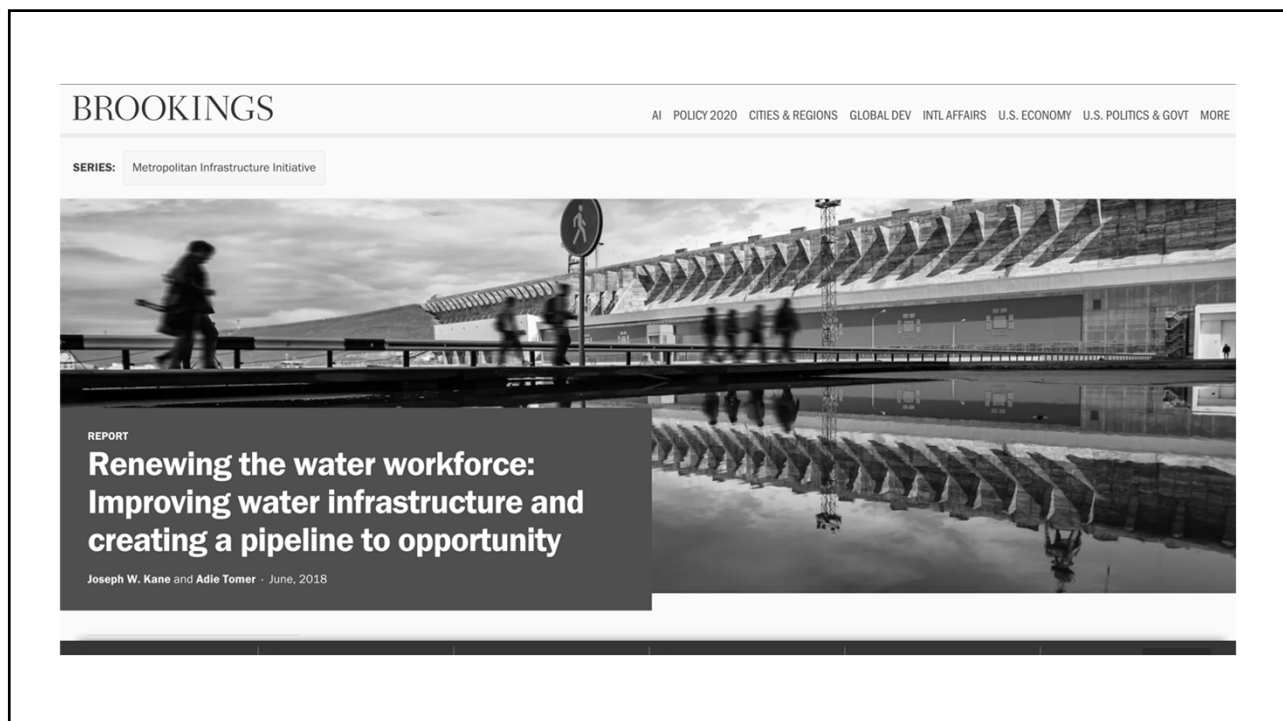 BROOKINGS
AI POLICY 2020 CITIES & REGIONS GLOBAL DEV INTL AFFAIRS U.S. ECONOMY U.S. POLITICS & GOVT MORE
SERIES: Metropolitan Infrastructure Initiative
REPORT
Renewing the water workforce:
Improving water infrastructure and
creating a pipeline to opportunity
Joseph W. Kane and Adie Tomer · June, 2018